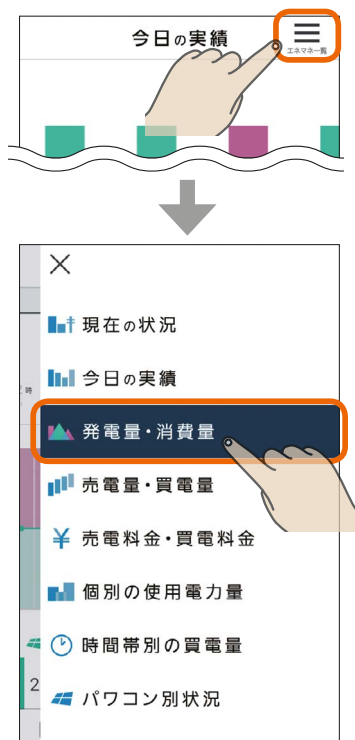 今日の実績
エネマネ一覧
現在の状況
今日の実績
時
発電量・消費量
売電量・買電量
売電料金・買電料金
個別の使用電力量
時間帯別の買電量
2
パワコン別状況